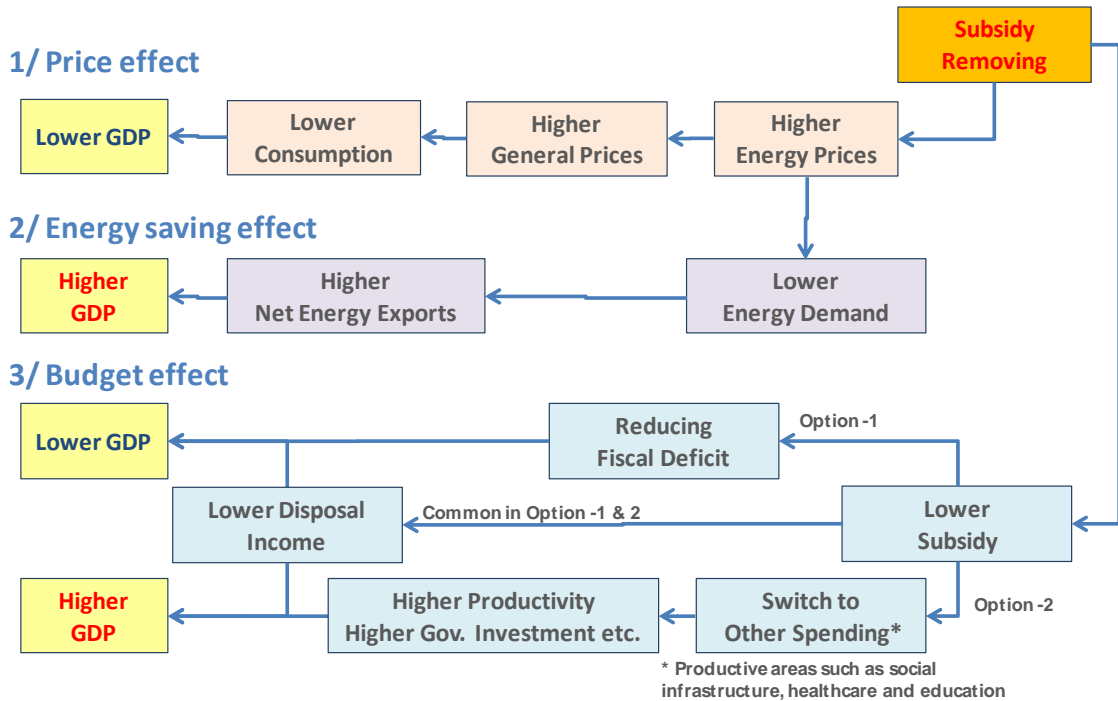 Subsidy
Removing
1/ Price effect
Lower GDP
Lower
Consumption
Higher
General Prices
Higher
Energy Prices
2/ Energy saving effect
Higher
GDP
Higher
Net Energy Exports
Lower
Energy Demand
3/ Budget effect
Lower GDP
Reducing
Fiscal Deficit
Option -1
Lower Disposal
Income
Common in Option -1 & 2
Lower
Subsidy
Higher
GDP
Higher Productivity
Higher Gov. Investment etc.
Switch to
Other Spending*
Option -2
* Productive areas such as social
infrastructure, healthcare and education